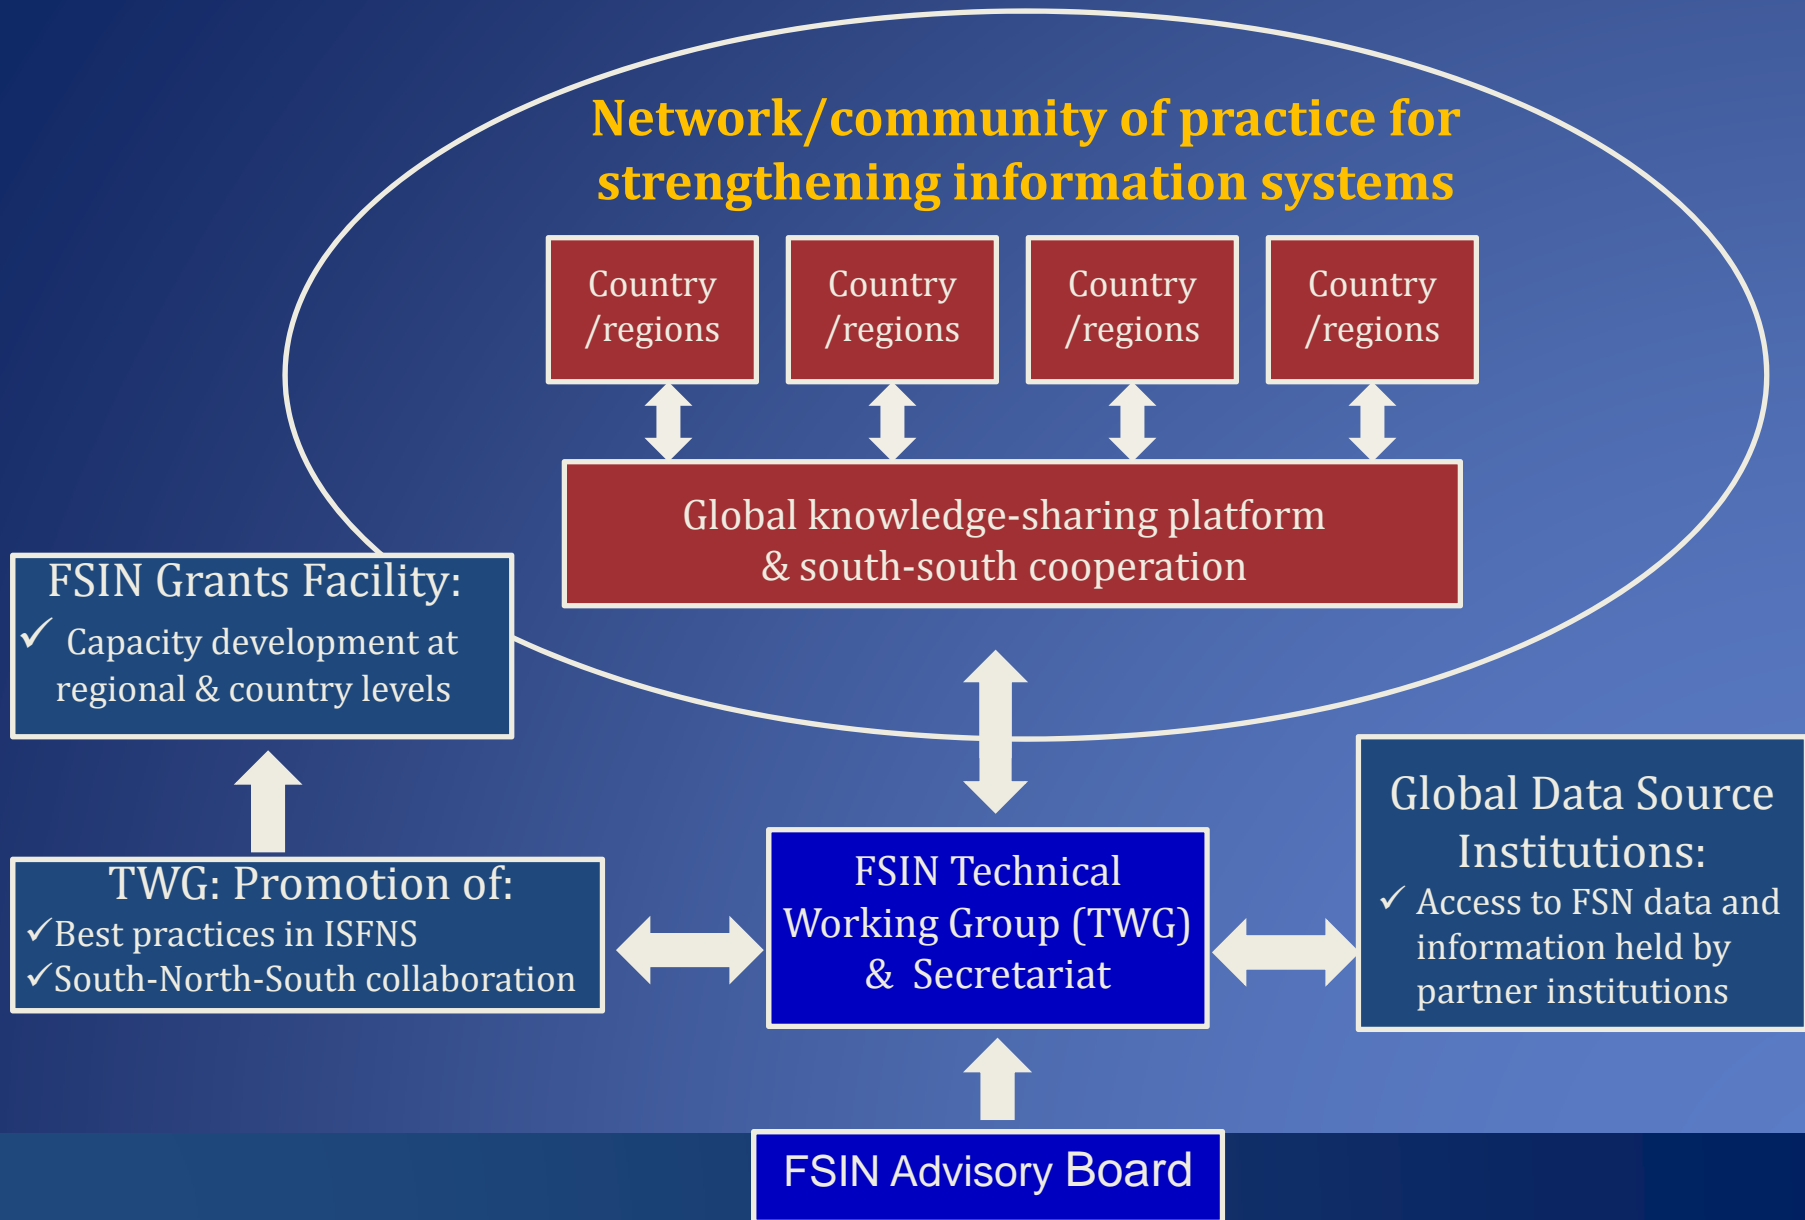 Network/community of practice for
strengthening information systems
Country
/regions
Country
/regions
Country
/regions
Country
/regions
Global knowledge-sharing platform
& south-south cooperation
FSIN Grants Facility:
✓ Capacity development at
regional & country levels
TWG: Promotion of:
✓Best practices in ISFNS
✓South-North-South collaboration
FSIN Technical
Working Group (TWG)
& Secretariat
Global Data Source
Institutions:
✓ Access to FSN data and
information held by
partner institutions
FSIN Advisory Board